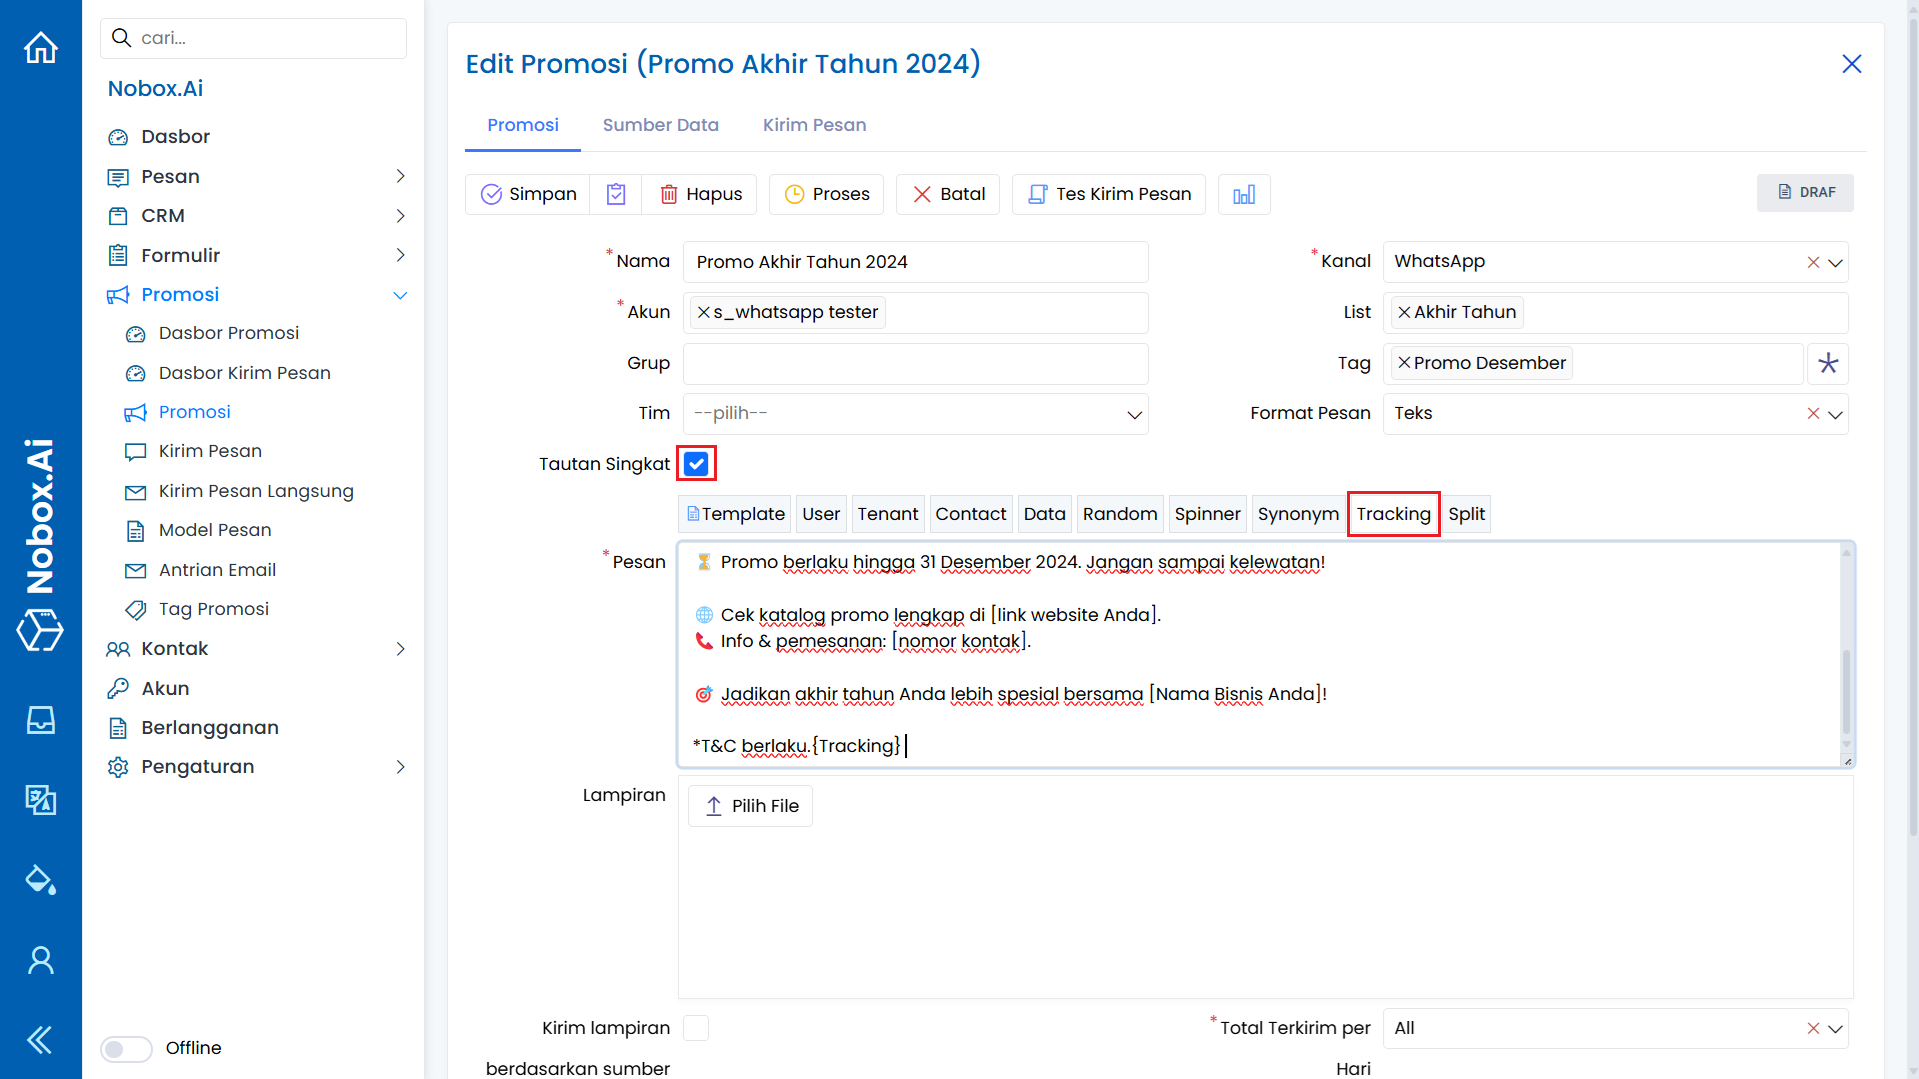 cari...
Nobox.Ai
Dasbor
Pesan
CRM
Formulir
Promosi
Dasbor Promosi
Dasbor Kirim Pesan
Promosi
Kirim Pesan
Kirim Pesan Langsung
Model Pesan
Antrian Email
Tag Promosi
Kontak
Akun
Berlangganan
Pengaturan
Offline
Nobox.Ai
Edit Promosi (Promo Akhir Tahun 2024)
Promosi Sumber Data Kirim Pesan
Simpan Hapus Proses Batal Tes Kirim Pesan DRAF
*Nama Promo Akhir Tahun 2024 *Kanal WhatsApp
*Akun s_whatsapp tester List Akhir Tahun
Grup Tag Promo Desember
Tim --pilih-- Format Pesan Teks
Tautan Singkat
Template User Tenant Contact Data Random Spinner Synonym Tracking Split
*Pesan ⏳ Promo berlaku hingga 31 Desember 2024. Jangan sampai kelewatan!
🌐 Cek katalog promo lengkap di [link website Anda].
📞 Info & pemesanan: [nomor kontak].
🎯 Jadikan akhir tahun Anda lebih spesial bersama [Nama Bisnis Anda]!
*T&C berlaku.{Tracking}
Lampiran Pilih File
Kirim lampiran *Total Terkirim per All
berdasarkan sumber Hari